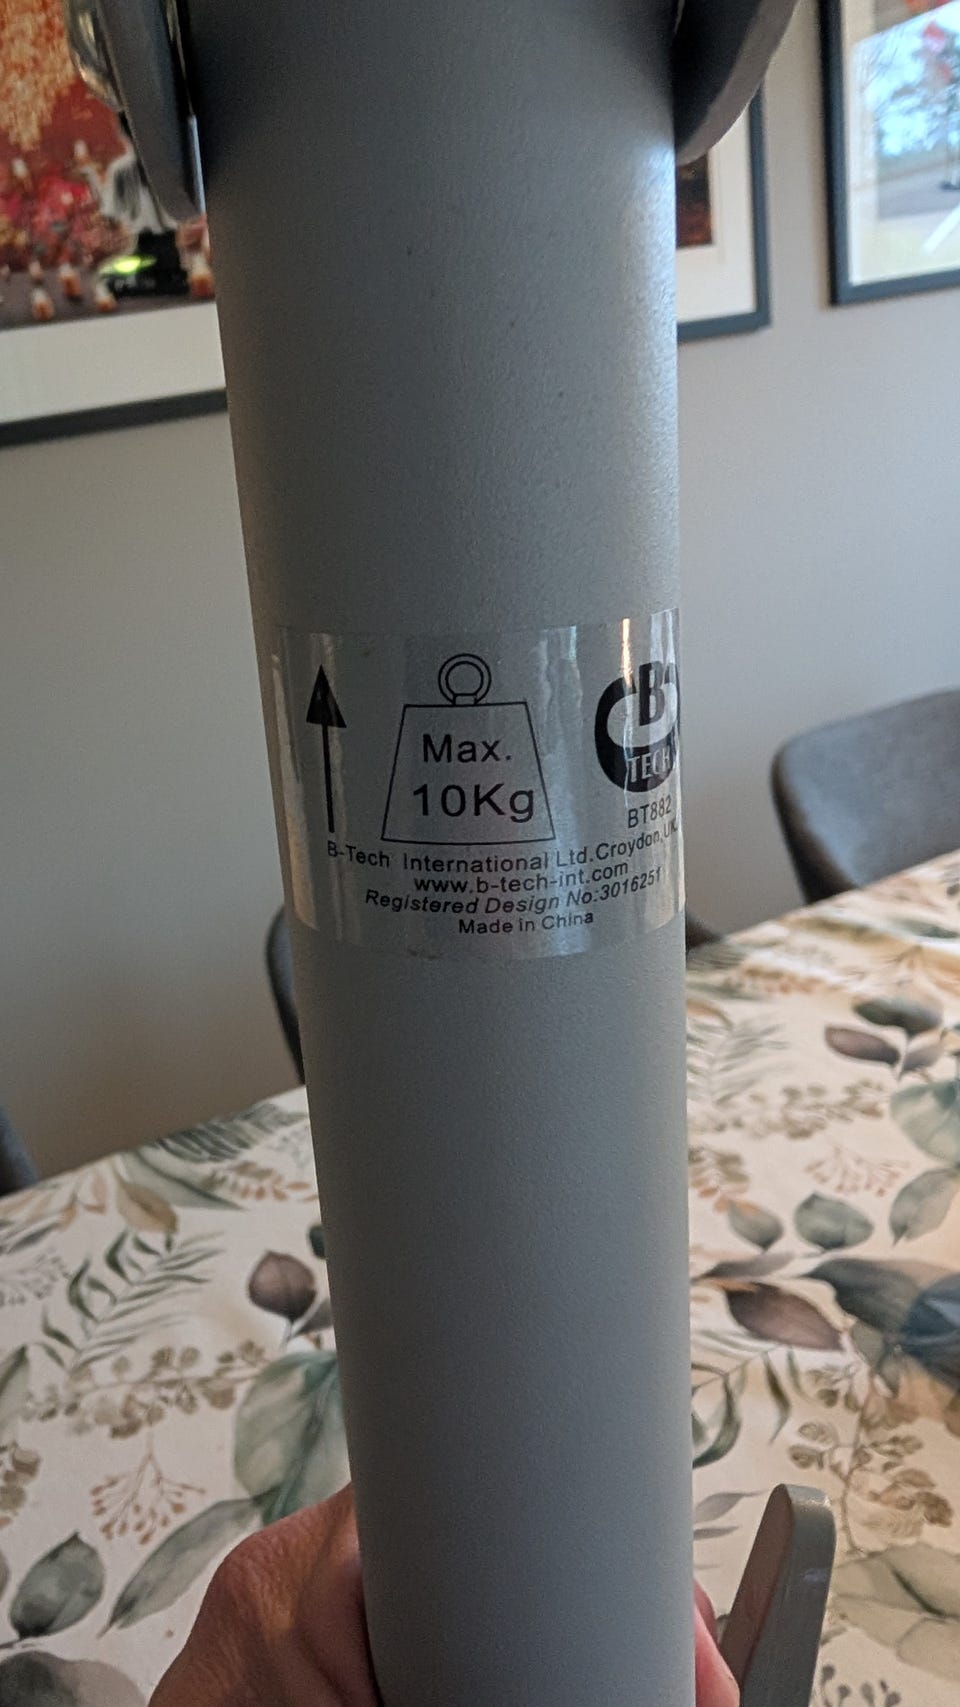 Max.
10Kg
B
TECH
BT882
B-Tech International Ltd.Croydon,UK
www.b-tech-int.com
Registered Design No:3016251
Made in China